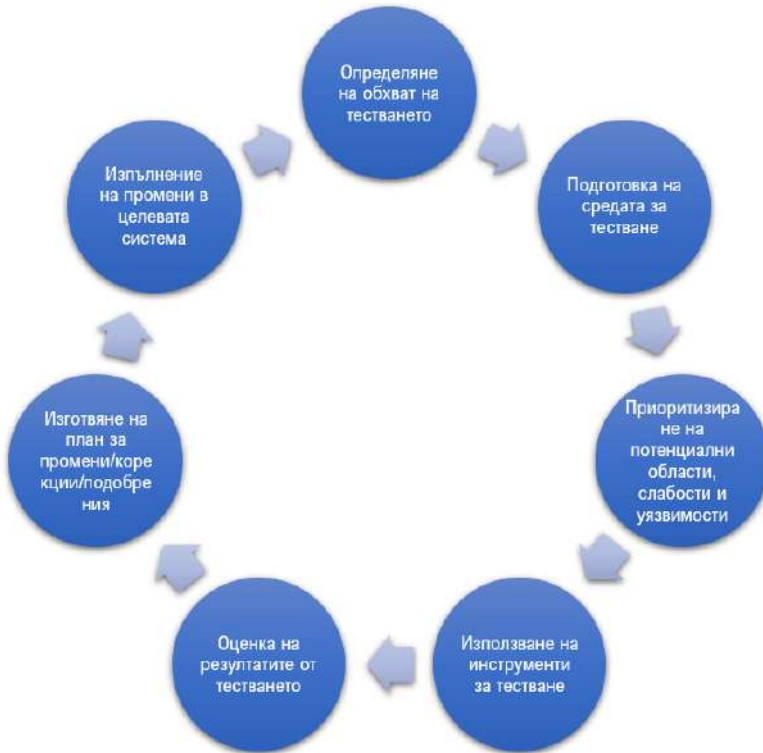 Определяне
на обхват на
тестването
Подготовка на
средата за
тестване
Приоритизира
не на
потенциални
области,
слабости и
уязвимости
Използване на
инструменти
за тестване
Оценка на
резултатите от
тестването
Изготвяне на
план за
промени/коре
кции/подобре
ния
Изпълнение
на промени в
целевата
система